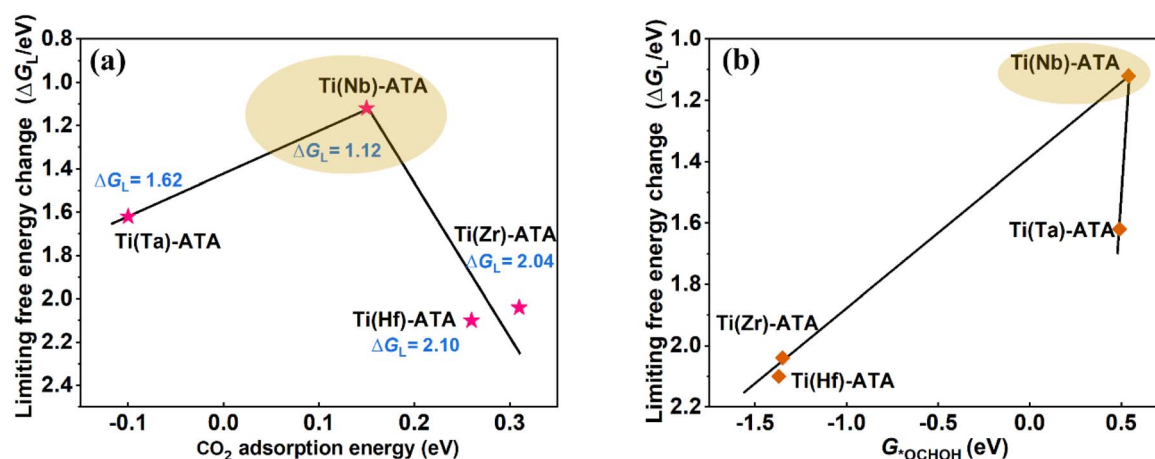 (a)
Limiting free energy change (ΔG_L/eV)
0.8
1.0
1.2
1.4
1.6
1.8
2.0
2.2
2.4
2.6
Ti(Nb)-ATA
ΔG_L = 1.12
ΔG_L = 1.62
Ti(Ta)-ATA
Ti(Zr)-ATA
ΔG_L = 2.04
Ti(Hf)-ATA
ΔG_L = 2.10
-0.1 0.0 0.1 0.2 0.3
CO₂ adsorption energy (eV)
(b)
Limiting free energy change (ΔG_L/eV)
1.0
1.2
1.4
1.6
1.8
2.0
2.2
Ti(Nb)-ATA
Ti(Ta)-ATA
Ti(Zr)-ATA
Ti(Hf)-ATA
-1.5 -1.0 -0.5 0.0 0.5
G*OCHOH (eV)